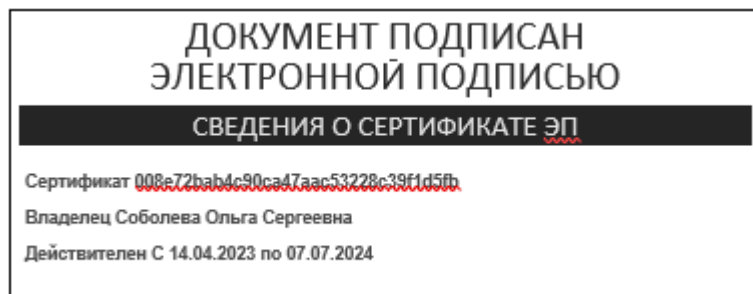 ДОКУМЕНТ ПОДПИСАН
ЭЛЕКТРОННОЙ ПОДПИСЬЮ
СВЕДЕНИЯ О СЕРТИФИКАТЕ ЭП
Сертификат 008e72bab4c90ca47aac53228c39f1d5fb
Владелец Соболева Ольга Сергеевна
Действителен С 14.04.2023 по 07.07.2024